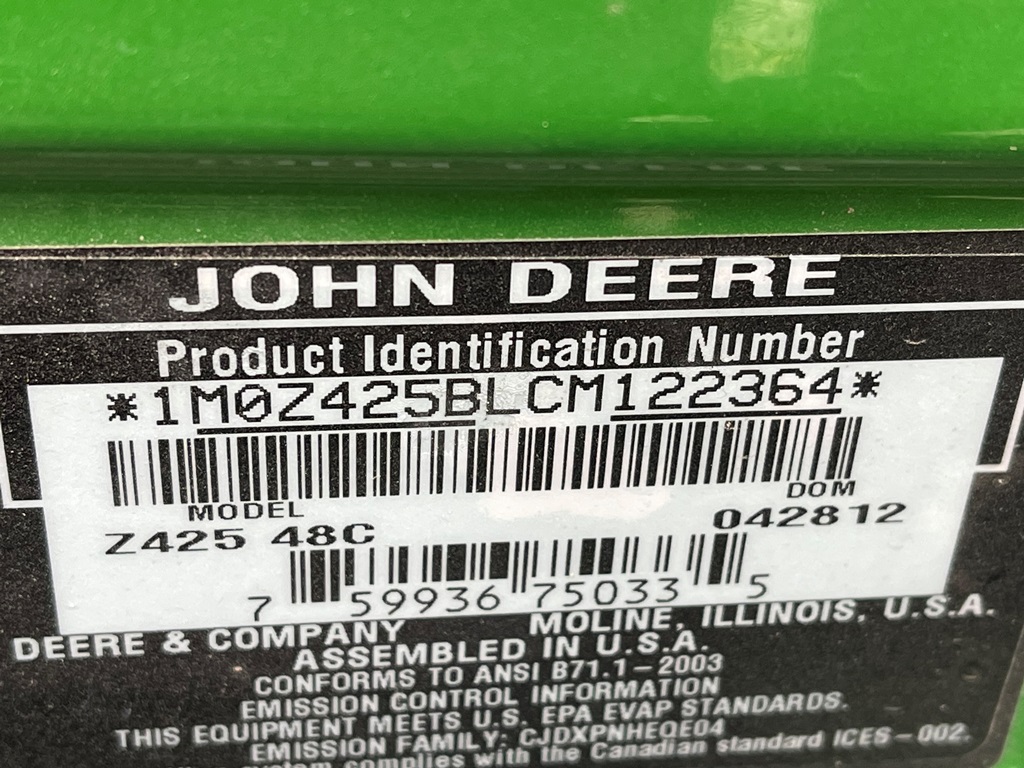 JOHN DEERE
Product Identification Number
*1M0Z425BLCM122364*
MODEL DOM
Z425 48C 042812
7 59936 75033 5
DEERE & COMPANY MOLINE, ILLINOIS, U.S.A.
ASSEMBLED IN U.S.A.
CONFORMS TO ANSI B71.1-2003
EMISSION CONTROL INFORMATION
THIS EQUIPMENT MEETS U.S. EPA EVAP STANDARDS.
EMISSION FAMILY: CJDXPNHEQE04
system complies with the Canadian standard ICES-002.